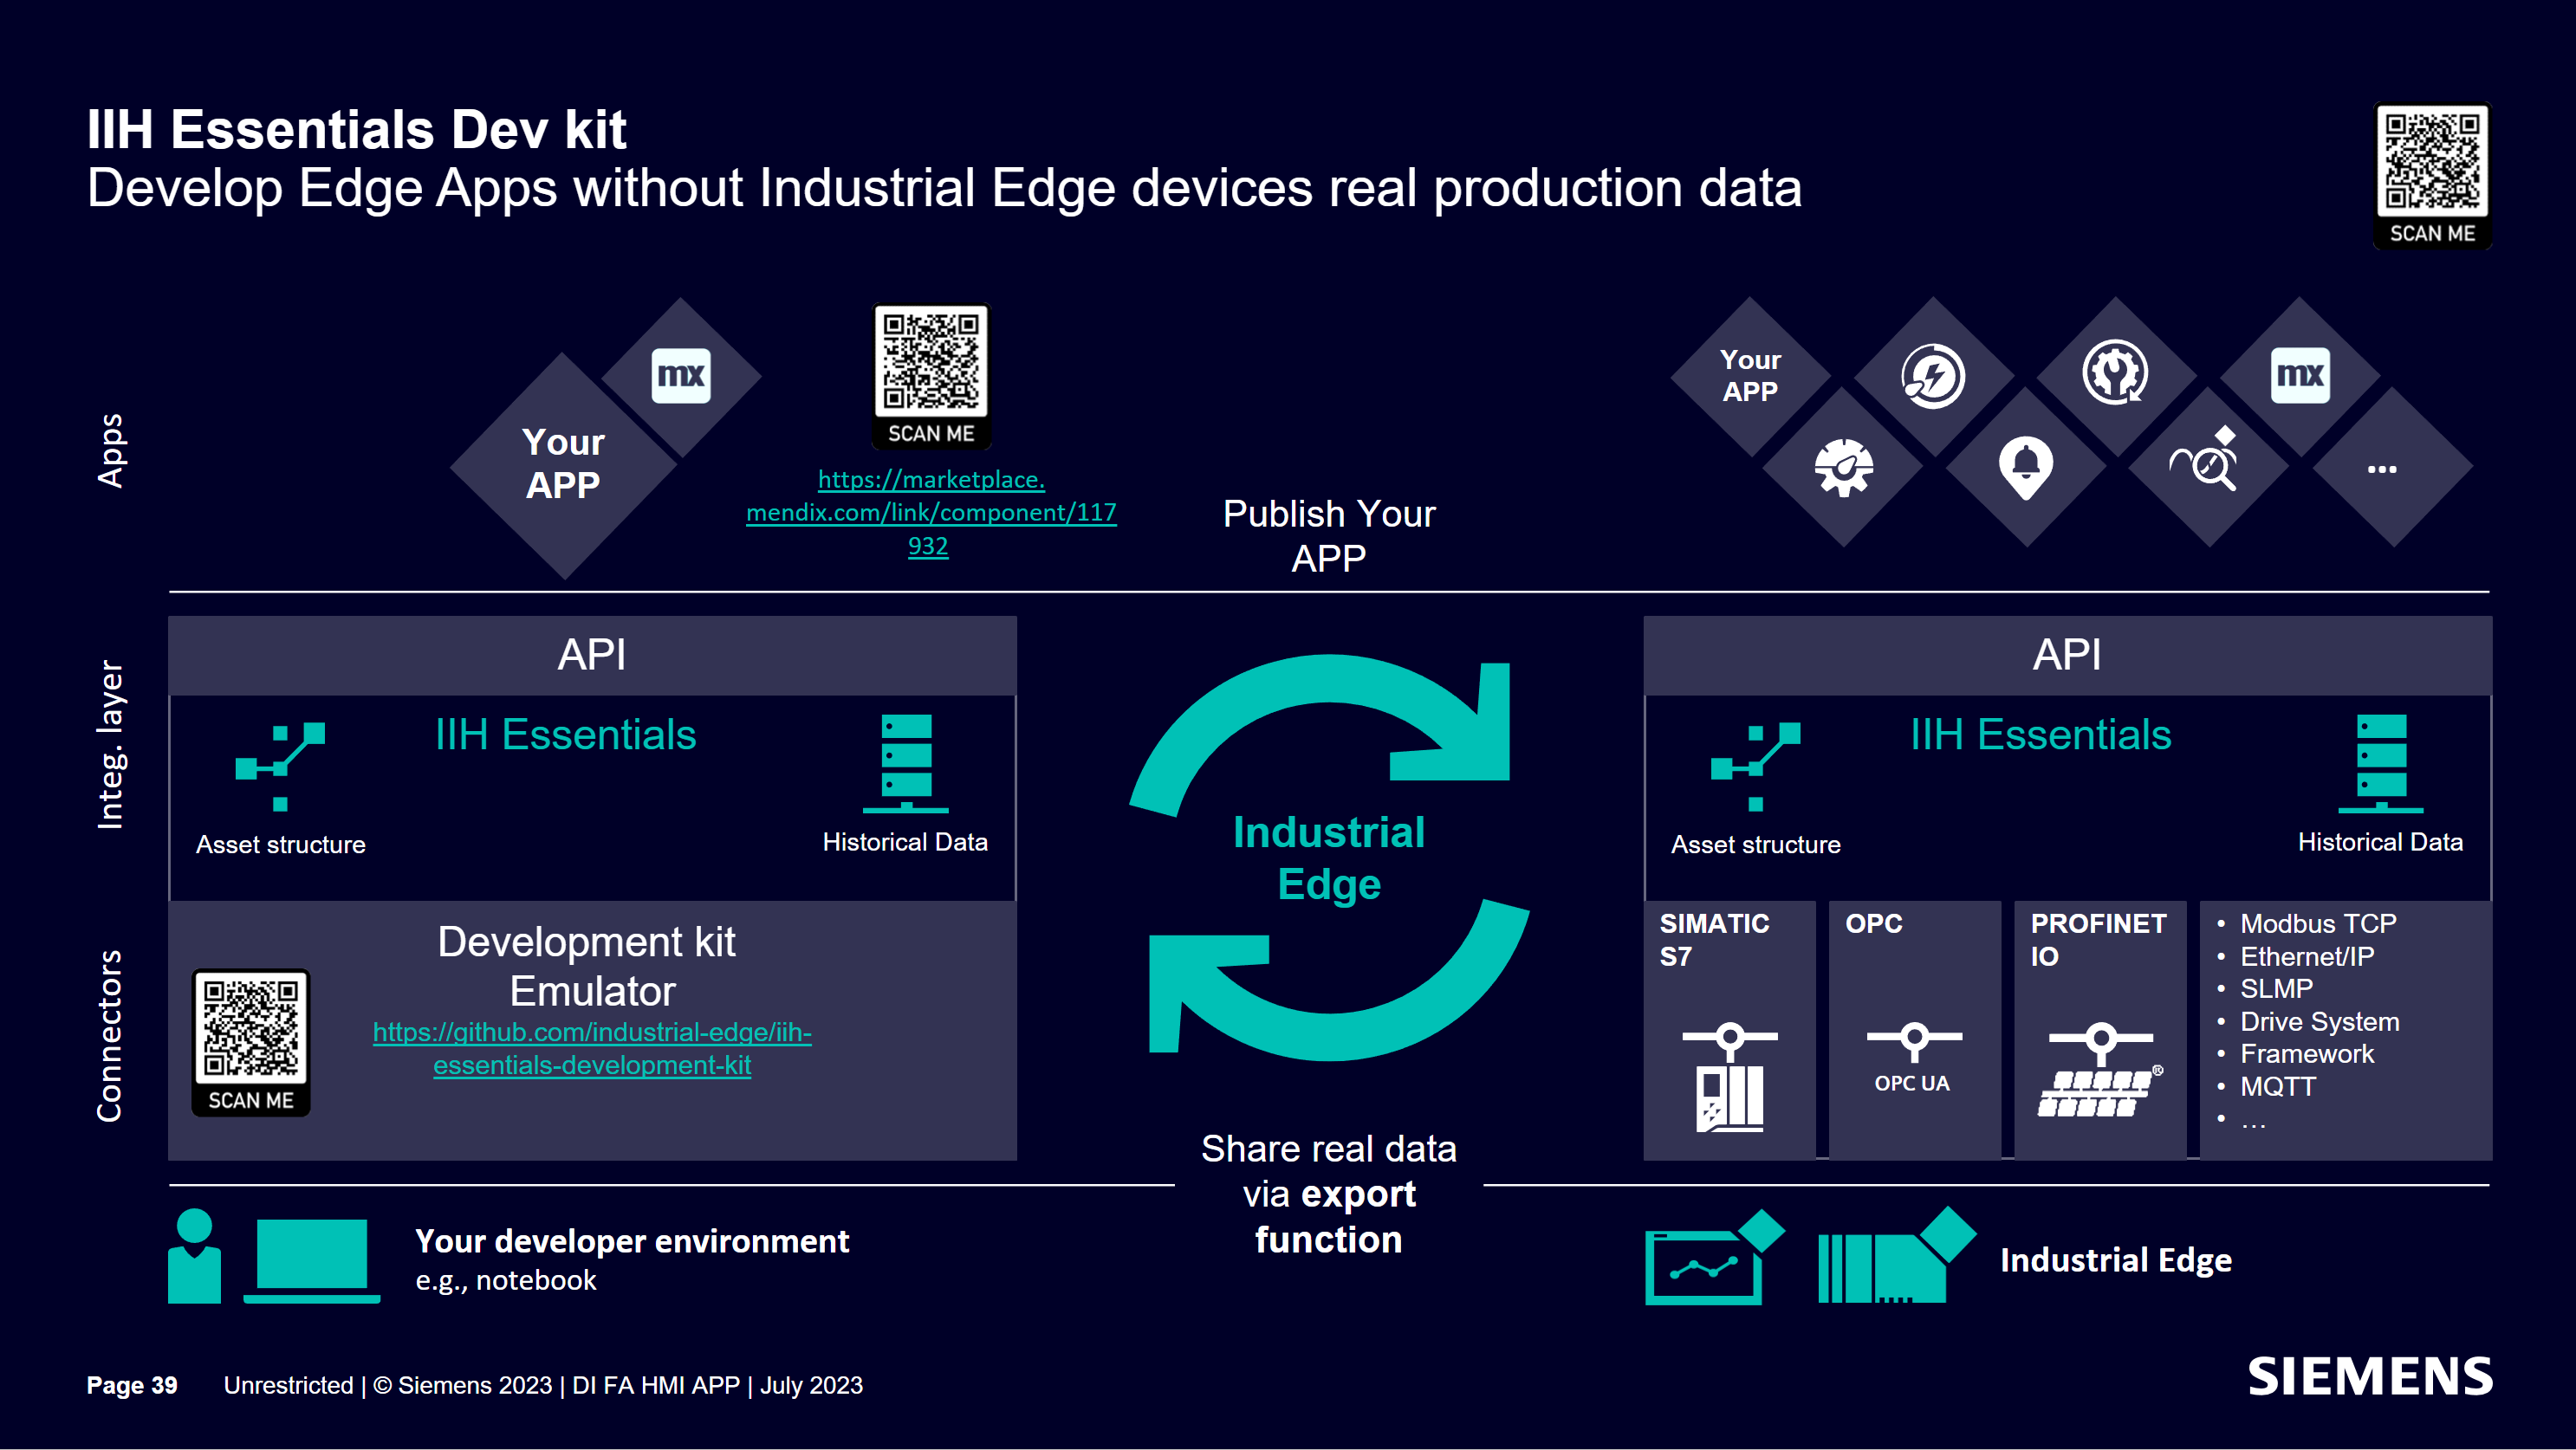 IIH Essentials Dev kit
Develop Edge Apps without Industrial Edge devices real production data
SCAN ME
Apps
Your
APP
mx
SCAN ME
https://marketplace.
mendix.com/link/component/117
932
Publish Your
APP
Your
APP
mx
...
Integ. layer
API
IIH Essentials
Asset structure
Historical Data
Industrial
Edge
API
IIH Essentials
Asset structure
Historical Data
Connectors
Development kit
Emulator
https://github.com/industrial-edge/iih-
essentials-development-kit
SCAN ME
Share real data
via export
function
SIMATIC
S7
OPC
OPC UA
PROFINET
IO
®
• Modbus TCP
• Ethernet/IP
• SLMP
• Drive System
• Framework
• MQTT
• ...
Your developer environment
e.g., notebook
Industrial Edge
Page 39 Unrestricted | © Siemens 2023 | DI FA HMI APP | July 2023
SIEMENS